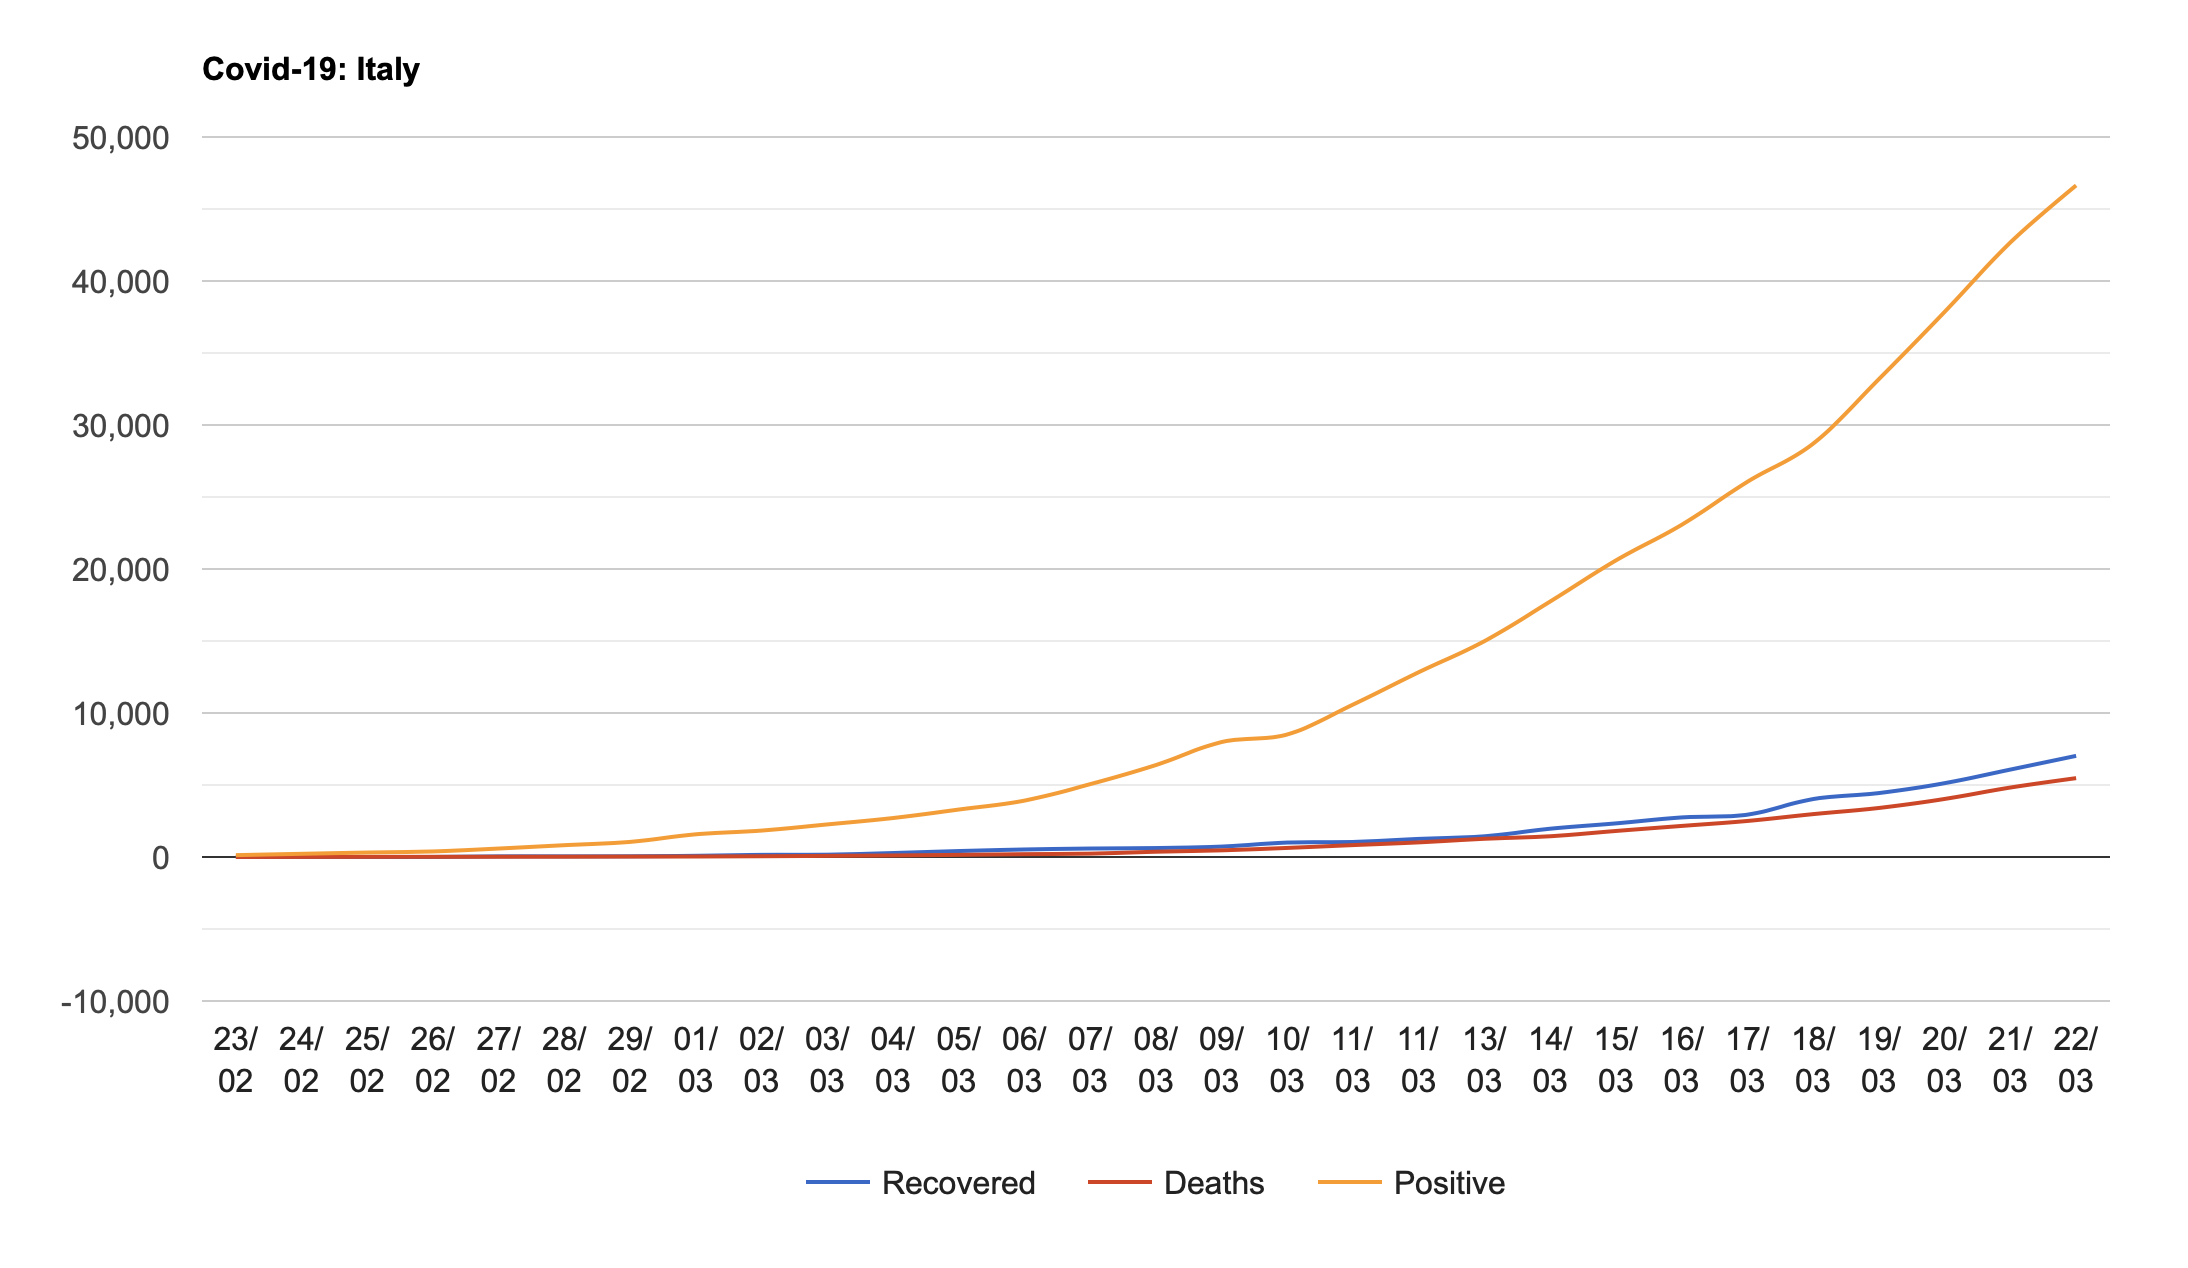 Covid-19: Italy
50,000
40,000
30,000
20,000
10,000
0
-10,000
23/ 24/ 25/ 26/ 27/ 28/ 29/ 01/ 02/ 03/ 04/ 05/ 06/ 07/ 08/ 09/ 10/ 11/ 11/ 13/ 14/ 15/ 16/ 17/ 18/ 19/ 20/ 21/ 22/
02 02 02 02 02 02 02 03 03 03 03 03 03 03 03 03 03 03 03 03 03 03 03 03 03 03 03 03 03
Recovered Deaths Positive